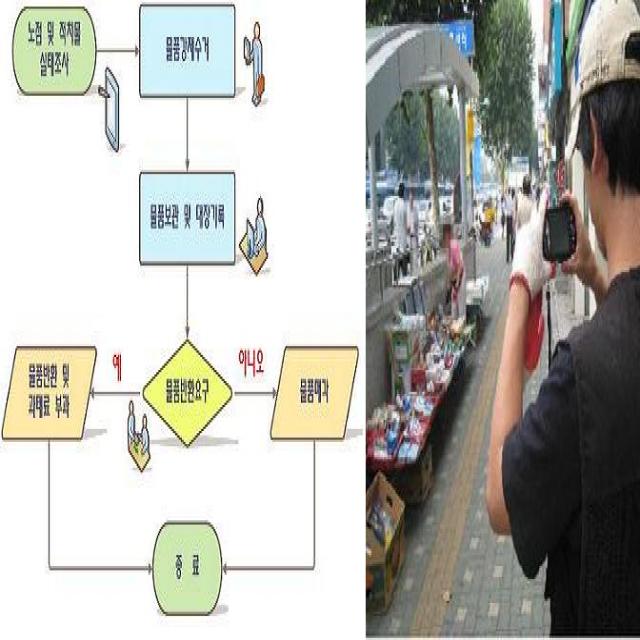 노점 및 적치물
실태조사
물품강제수거
물품보관 및 대장기록
예
아니오
물품반환 및
과태료 부과
물품반환요구
물품매각
종 료